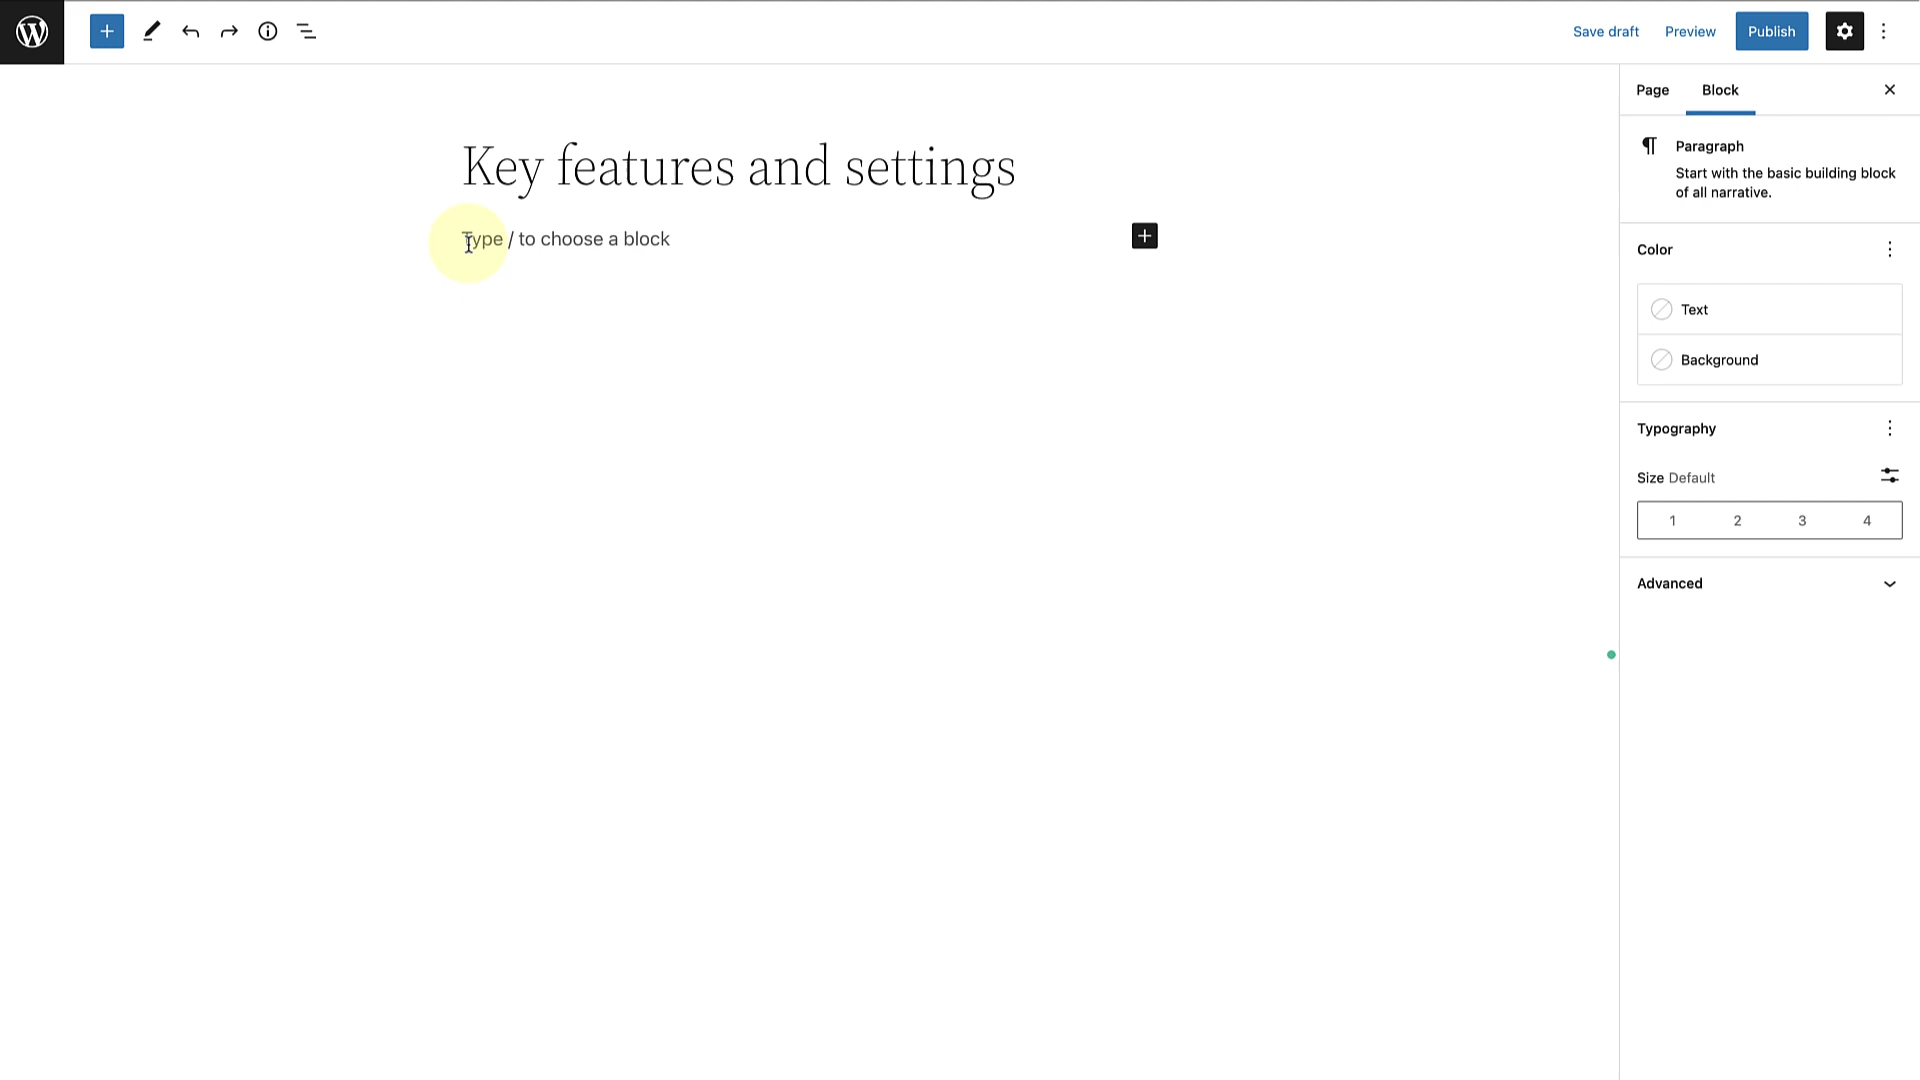 Save draft
Preview
Publish
Page
Block
Key features and settings
Type / to choose a block
Paragraph
Start with the basic building block
of all narrative.
Color
Text
Background
Typography
Size Default
1 2 3 4
Advanced